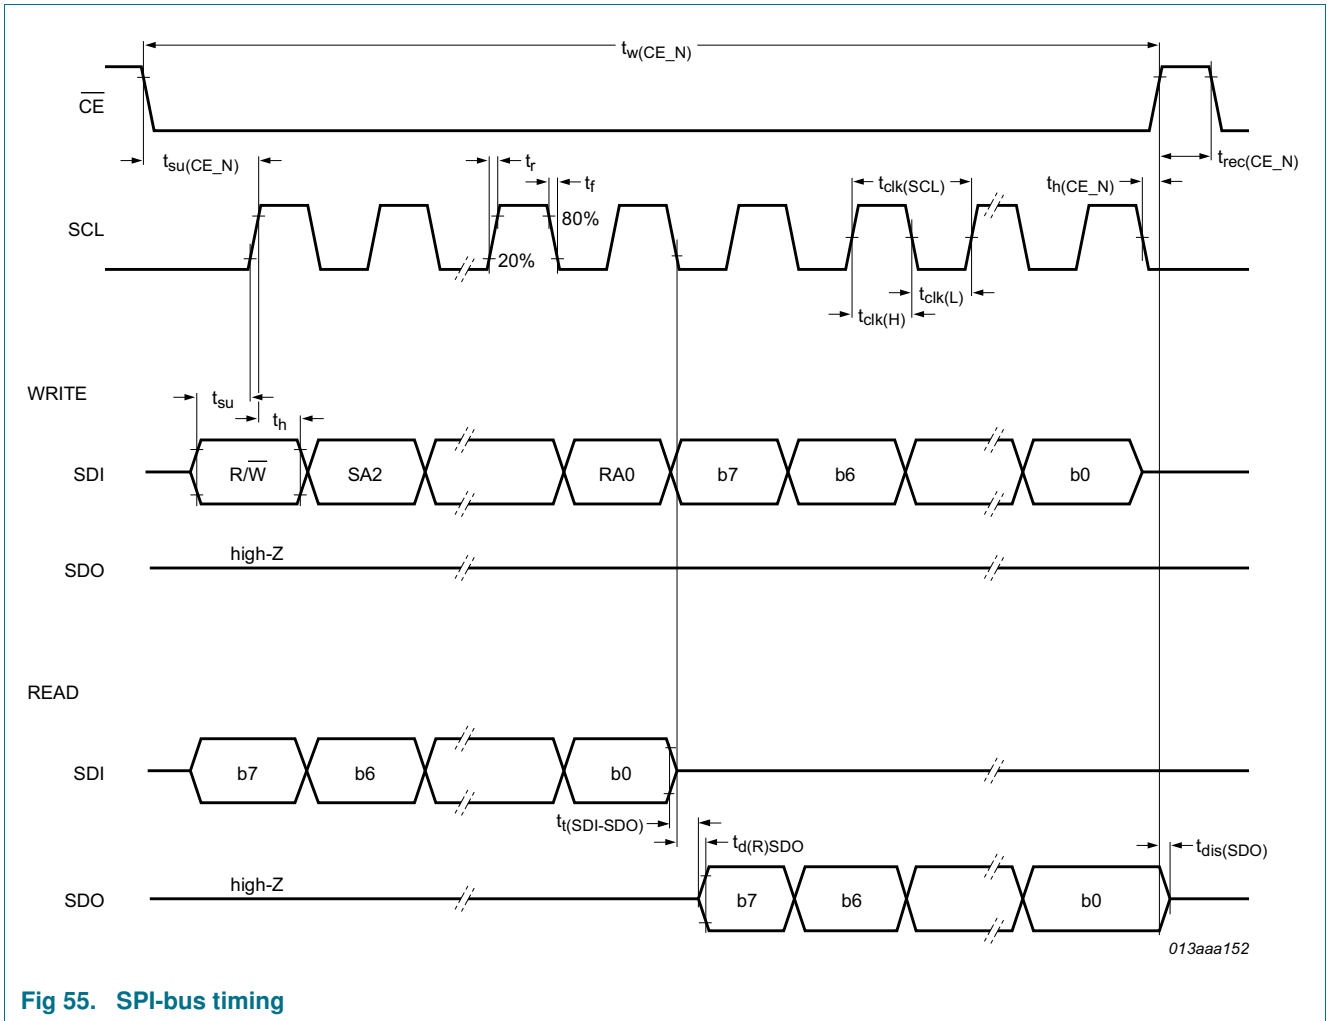 tw(CE_N)
CE
tsu(CE_N)
tr
trec(CE_N)
tf
tclk(SCL)
th(CE_N)
SCL
80%
20%
tclk(L)
tclk(H)
WRITE
tsu
th
SDI
R/W
SA2
RA0
b7
b6
b0
high-Z
SDO
READ
SDI
b7
b6
b0
tt(SDI-SDO)
td(R)SDO
tdis(SDO)
high-Z
SDO
b7
b6
b0
013aaa152
Fig 55. SPI-bus timing